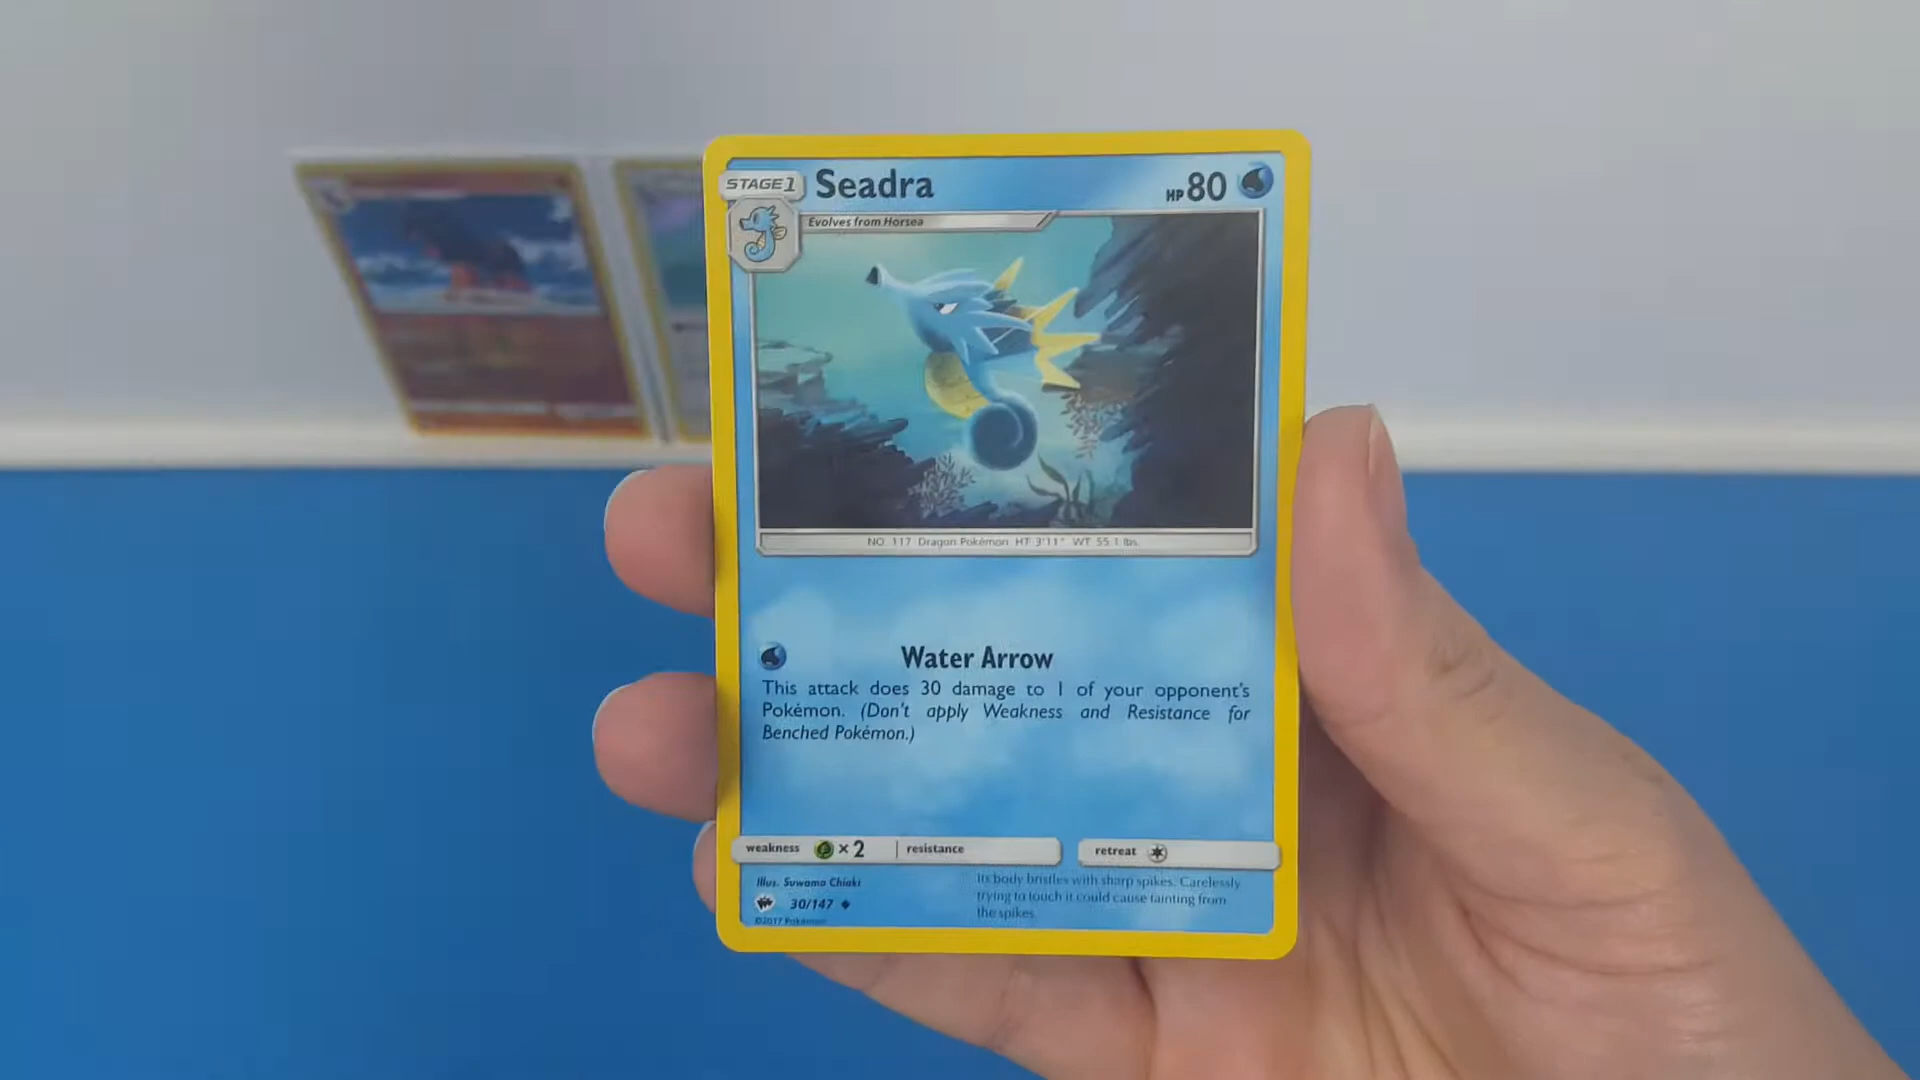 STAGE 1 Seadra HP 80
Evolves from Horsea
NO. 117 Dragon Pokémon HT 3'11" WT 55.1 lbs.
Water Arrow
This attack does 30 damage to 1 of your opponent's
Pokémon. (Don't apply Weakness and Resistance for
Benched Pokémon.)
weakness ×2 resistance retreat
Illus. Suwama Chiaki
30/147
©2017 Pokémon
Its body bristles with sharp spikes. Carelessly
trying to touch it could cause fainting from
the spikes.